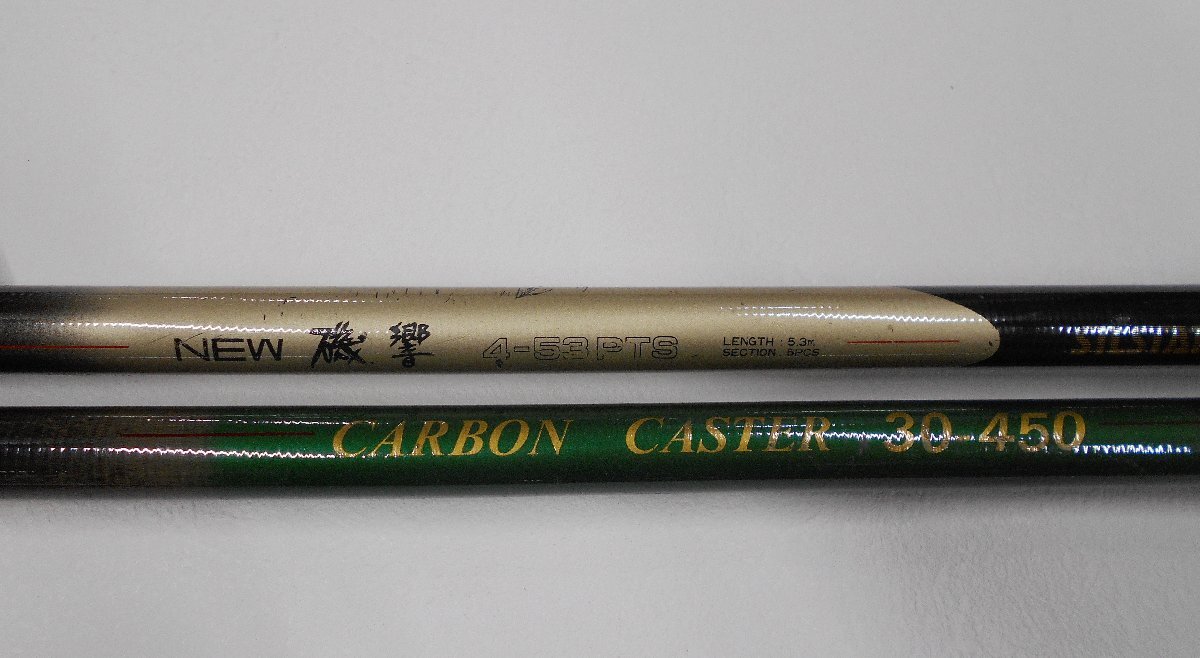 NEW 磯響 4-53PTS LENGTH : 5.3m
SECTION : 5PCS
CARBON CASTER 30-450